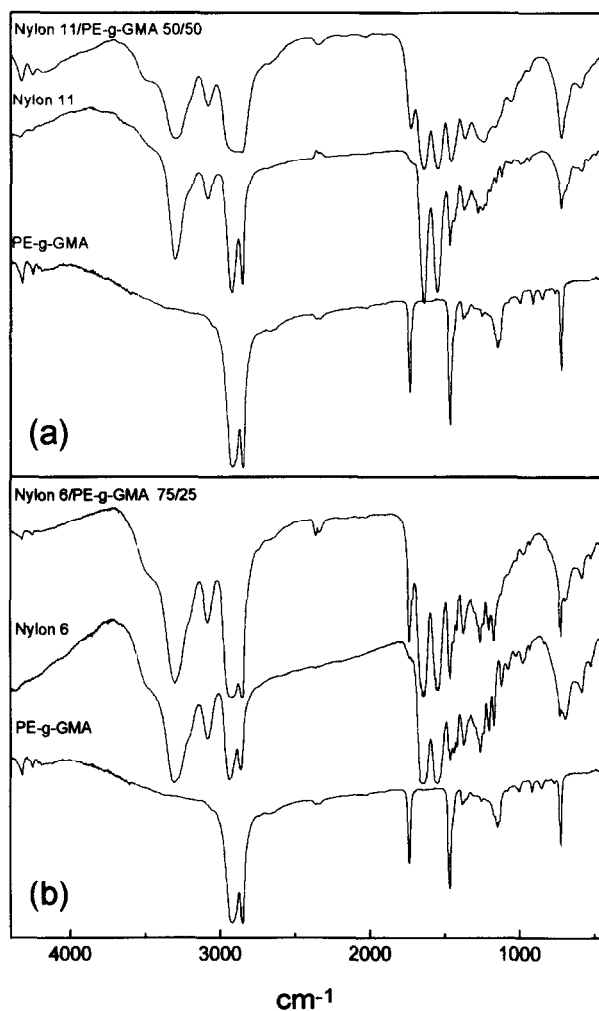 Nylon 11/PE-g-GMA 50/50
Nylon 11
PE-g-GMA
(a)
Nylon 6/PE-g-GMA 75/25
Nylon 6
PE-g-GMA
(b)
4000 3000 2000 1000
cm-1